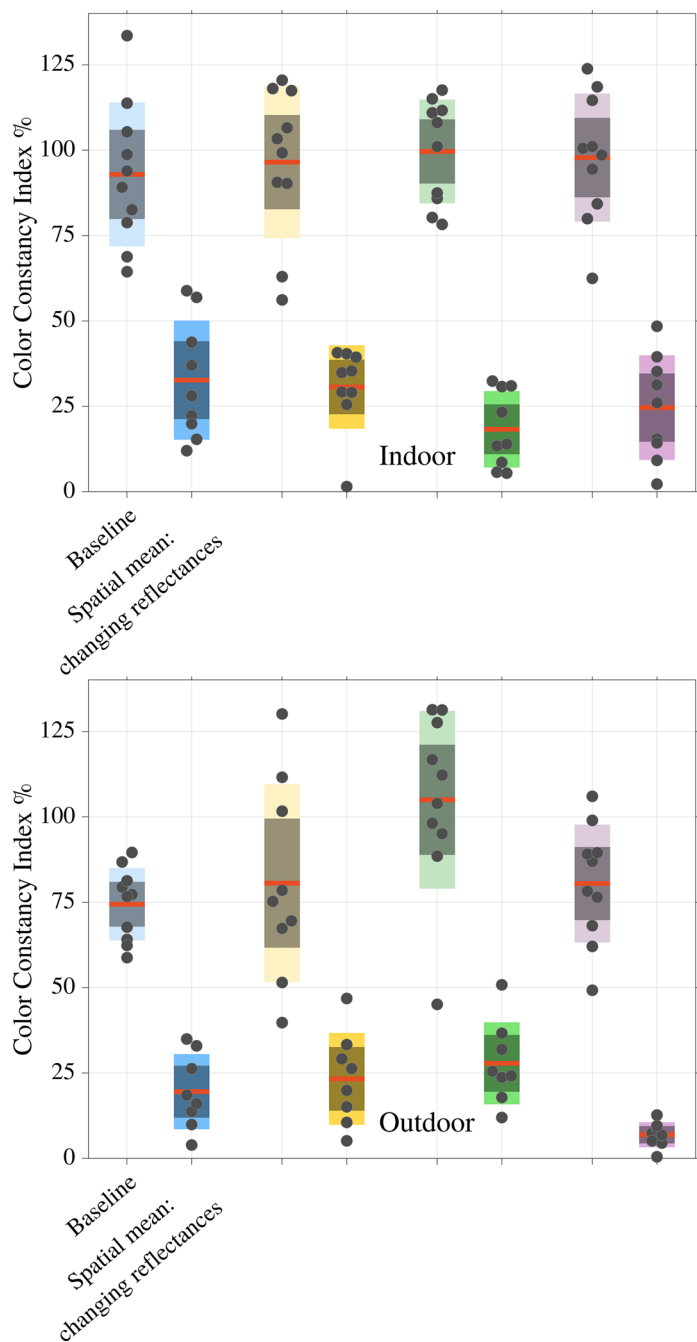 Color Constancy Index %
125
100
75
50
25
0
Indoor
Baseline
Spatial mean:
changing reflectances
Color Constancy Index %
125
100
75
50
25
0
Outdoor
Baseline
Spatial mean:
changing reflectances